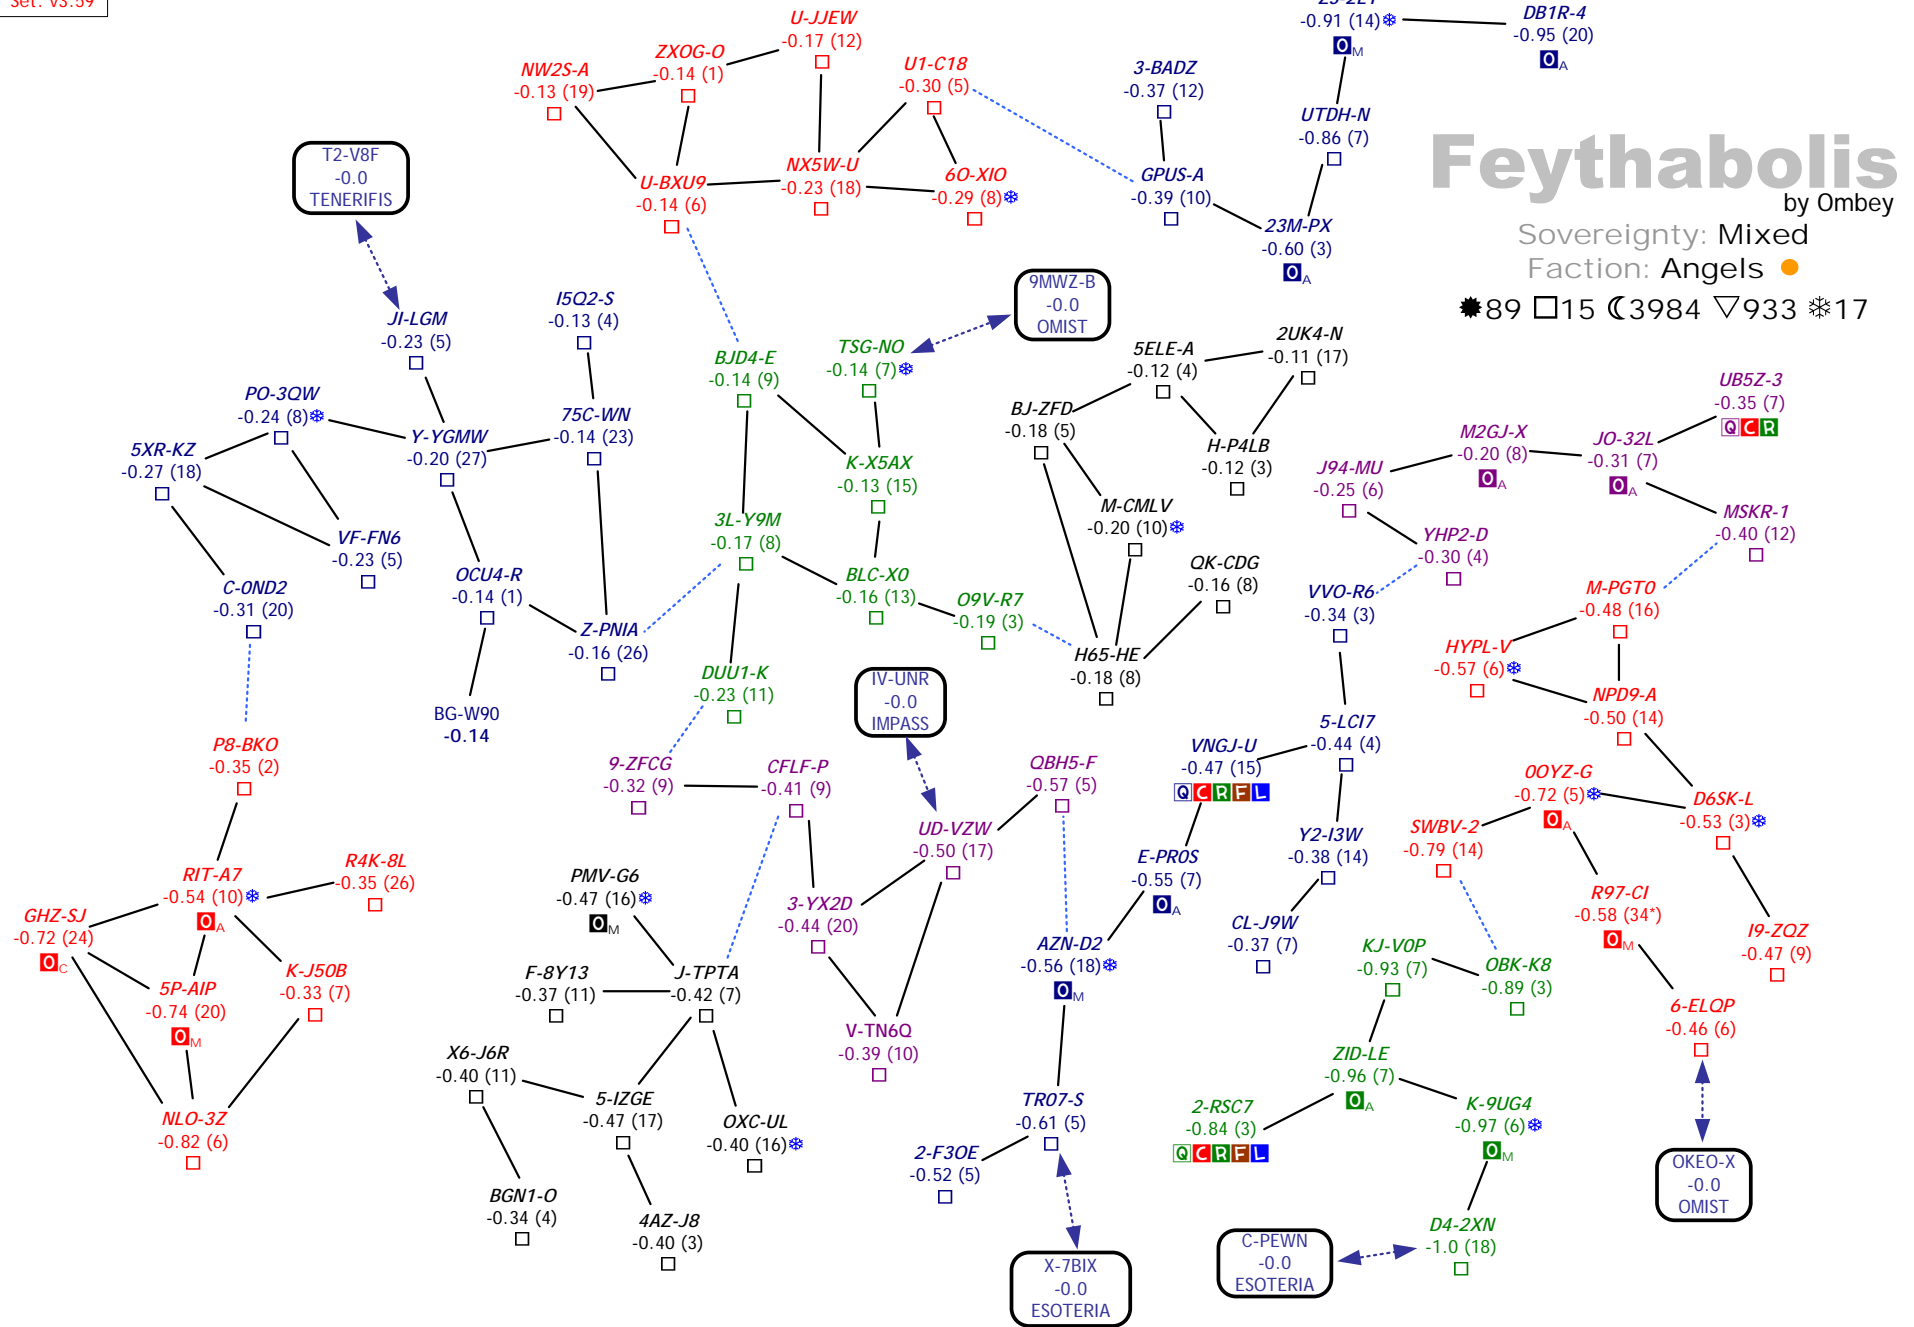 Set: v3.59
-0.91 (14)
O M
DB1R-4
-0.95 (20)
O A
U-JJEW
-0.17 (12)
ZXOG-O
-0.14 (1)
NW2S-A
-0.13 (19)
U1-C18
-0.30 (5)
3-BADZ
-0.37 (12)
UTDH-N
-0.86 (7)
Feythabolis
by Ombey
Sovereignty: Mixed
Faction: Angels
89 15 3984 933 17
T2-V8F
-0.0
TENERIFIS
U-BXU9
-0.14 (6)
NX5W-U
-0.23 (18)
6O-XIO
-0.29 (8)
GPUS-A
-0.39 (10)
23M-PX
-0.60 (3)
O A
9MWZ-B
-0.0
OMIST
JI-LGM
-0.23 (5)
I5Q2-S
-0.13 (4)
BJD4-E
-0.14 (9)
TSG-NO
-0.14 (7)
5ELE-A
-0.12 (4)
2UK4-N
-0.11 (17)
UB5Z-3
-0.35 (7)
Q C R
PO-3QW
-0.24 (8)
5XR-KZ
-0.27 (18)
Y-YGMW
-0.20 (27)
75C-WN
-0.14 (23)
BJ-ZFD
-0.18 (5)
H-P4LB
-0.12 (3)
M2GJ-X
-0.20 (8)
O A
JO-32L
-0.31 (7)
O A
J94-MU
-0.25 (6)
K-X5AX
-0.13 (15)
M-CMLV
-0.20 (10)
MSKR-1
-0.40 (12)
3L-Y9M
-0.17 (8)
YHP2-D
-0.30 (4)
VF-FN6
-0.23 (5)
C-0ND2
-0.31 (20)
OCU4-R
-0.14 (1)
BLC-X0
-0.16 (13)
QK-CDG
-0.16 (8)
O9V-R7
-0.19 (3)
VVO-R6
-0.34 (3)
M-PGT0
-0.48 (16)
Z-PNIA
-0.16 (26)
H65-HE
-0.18 (8)
HYPL-V
-0.57 (6)
DUU1-K
-0.23 (11)
IV-UNR
-0.0
IMPASS
NPD9-A
-0.50 (14)
BG-W90
-0.14
5-LCI7
-0.44 (4)
P8-BKO
-0.35 (2)
9-ZFCG
-0.32 (9)
CFLF-P
-0.41 (9)
QBH5-F
-0.57 (5)
VNGJ-U
-0.47 (15)
Q C R F L
0OYZ-G
-0.72 (5)
O A
D6SK-L
-0.53 (3)
UD-VZW
-0.50 (17)
Y2-I3W
-0.38 (14)
SWBV-2
-0.79 (14)
RIT-A7
-0.54 (10)
O A
R4K-8L
-0.35 (26)
PMV-G6
-0.47 (16)
O M
E-PR0S
-0.55 (7)
O A
R97-CI
-0.58 (34*)
O M
GHZ-SJ
-0.72 (24)
O C
3-YX2D
-0.44 (20)
CL-J9W
-0.37 (7)
I9-ZQZ
-0.47 (9)
AZN-D2
-0.56 (18)
O M
KJ-V0P
-0.93 (7)
OBK-K8
-0.89 (3)
K-J50B
-0.33 (7)
5P-AIP
-0.74 (20)
O M
F-8Y13
-0.37 (11)
J-TPTA
-0.42 (7)
6-ELQP
-0.46 (6)
V-TN6Q
-0.39 (10)
X6-J6R
-0.40 (11)
ZID-LE
-0.96 (7)
O A
5-IZGE
-0.47 (17)
TR07-S
-0.61 (5)
2-RSC7
-0.84 (3)
Q C R F L
K-9UG4
-0.97 (6)
O M
NLO-3Z
-0.82 (6)
OXC-UL
-0.40 (16)
2-F3OE
-0.52 (5)
OKEO-X
-0.0
OMIST
BGN1-O
-0.34 (4)
4AZ-J8
-0.40 (3)
D4-2XN
-1.0 (18)
C-PEWN
-0.0
ESOTERIA
X-7BIX
-0.0
ESOTERIA